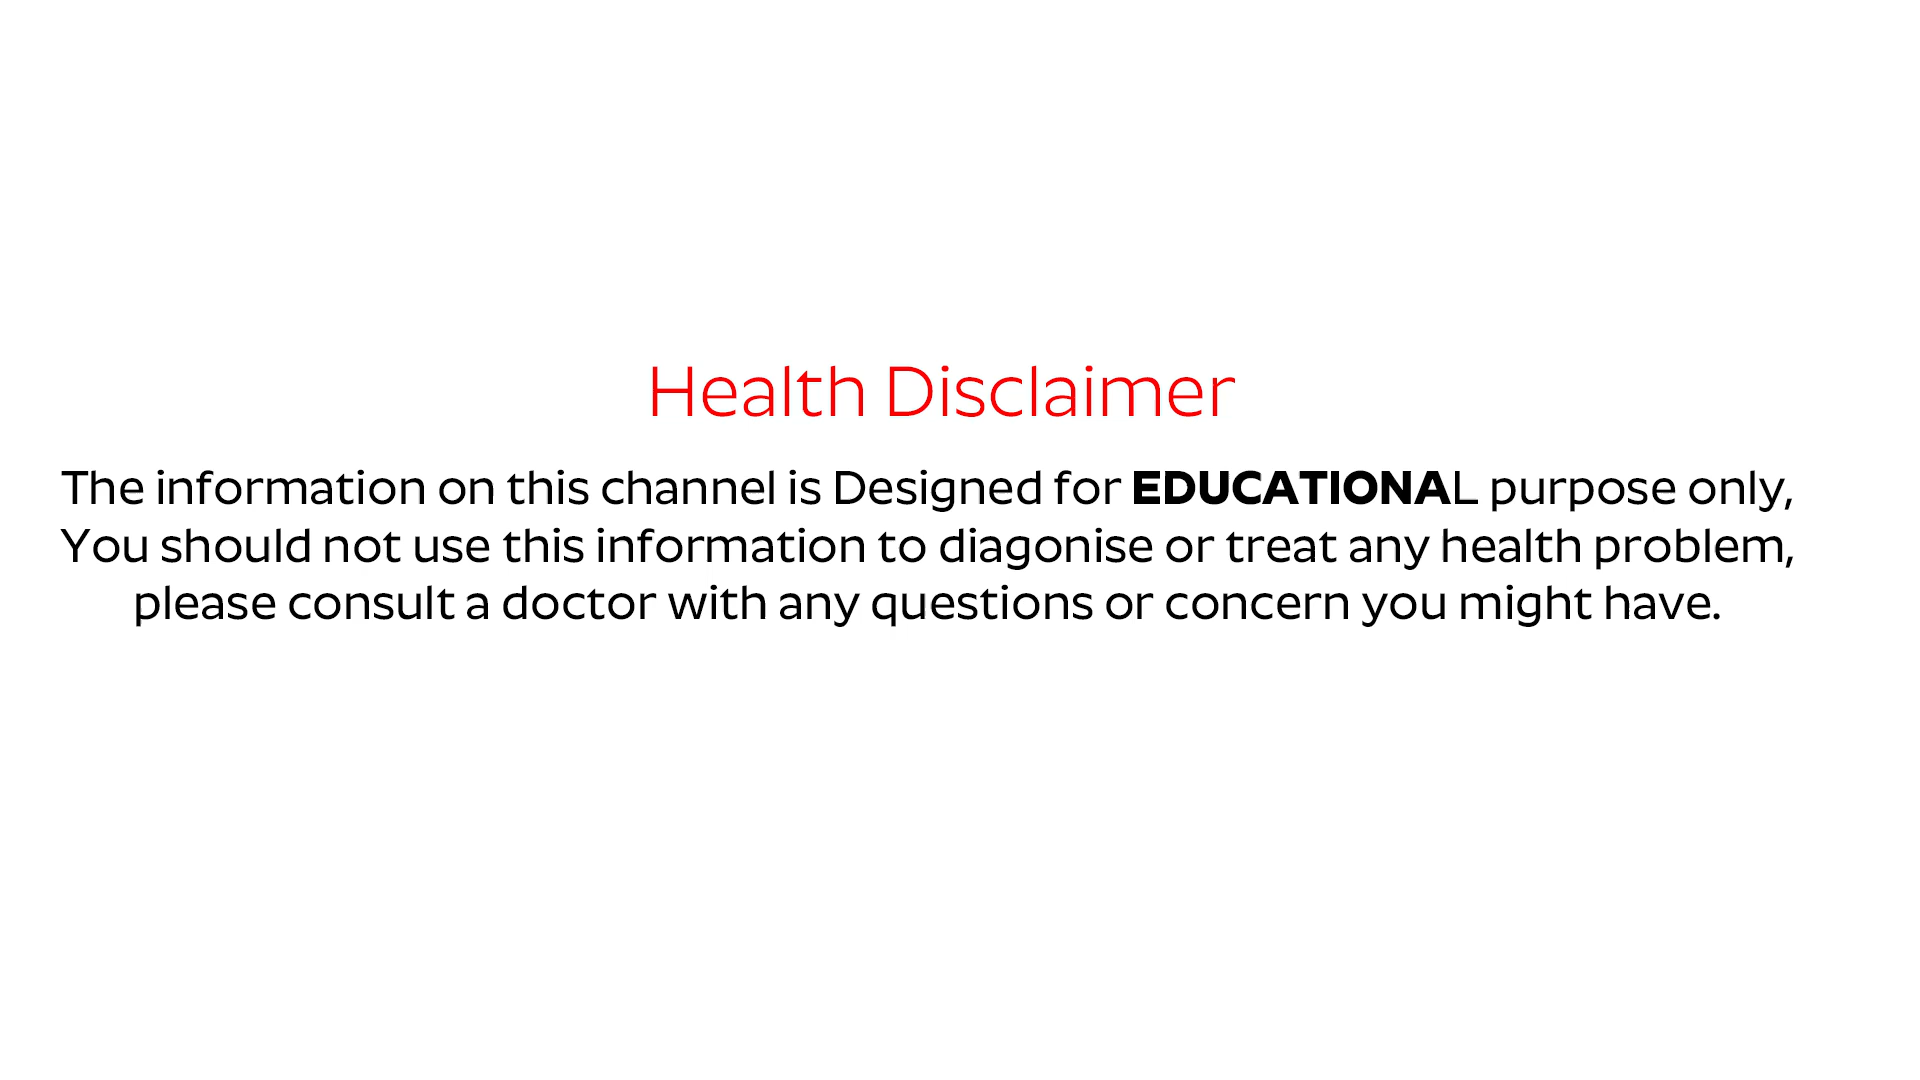 Health Disclaimer
The information on this channel is Designed for EDUCATIONAL purpose only,
You should not use this information to diagonise or treat any health problem,
please consult a doctor with any questions or concern you might have.